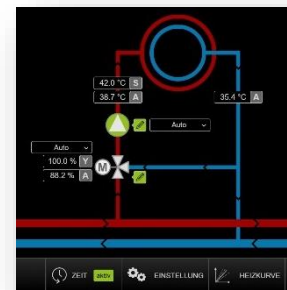 42.0 °C S
38.7 °C A
35.4 °C A
Auto
Auto
100.0 % Y
88.2 % A
M
ZEIT aktiv EINSTELLUNG HEIZKURVE